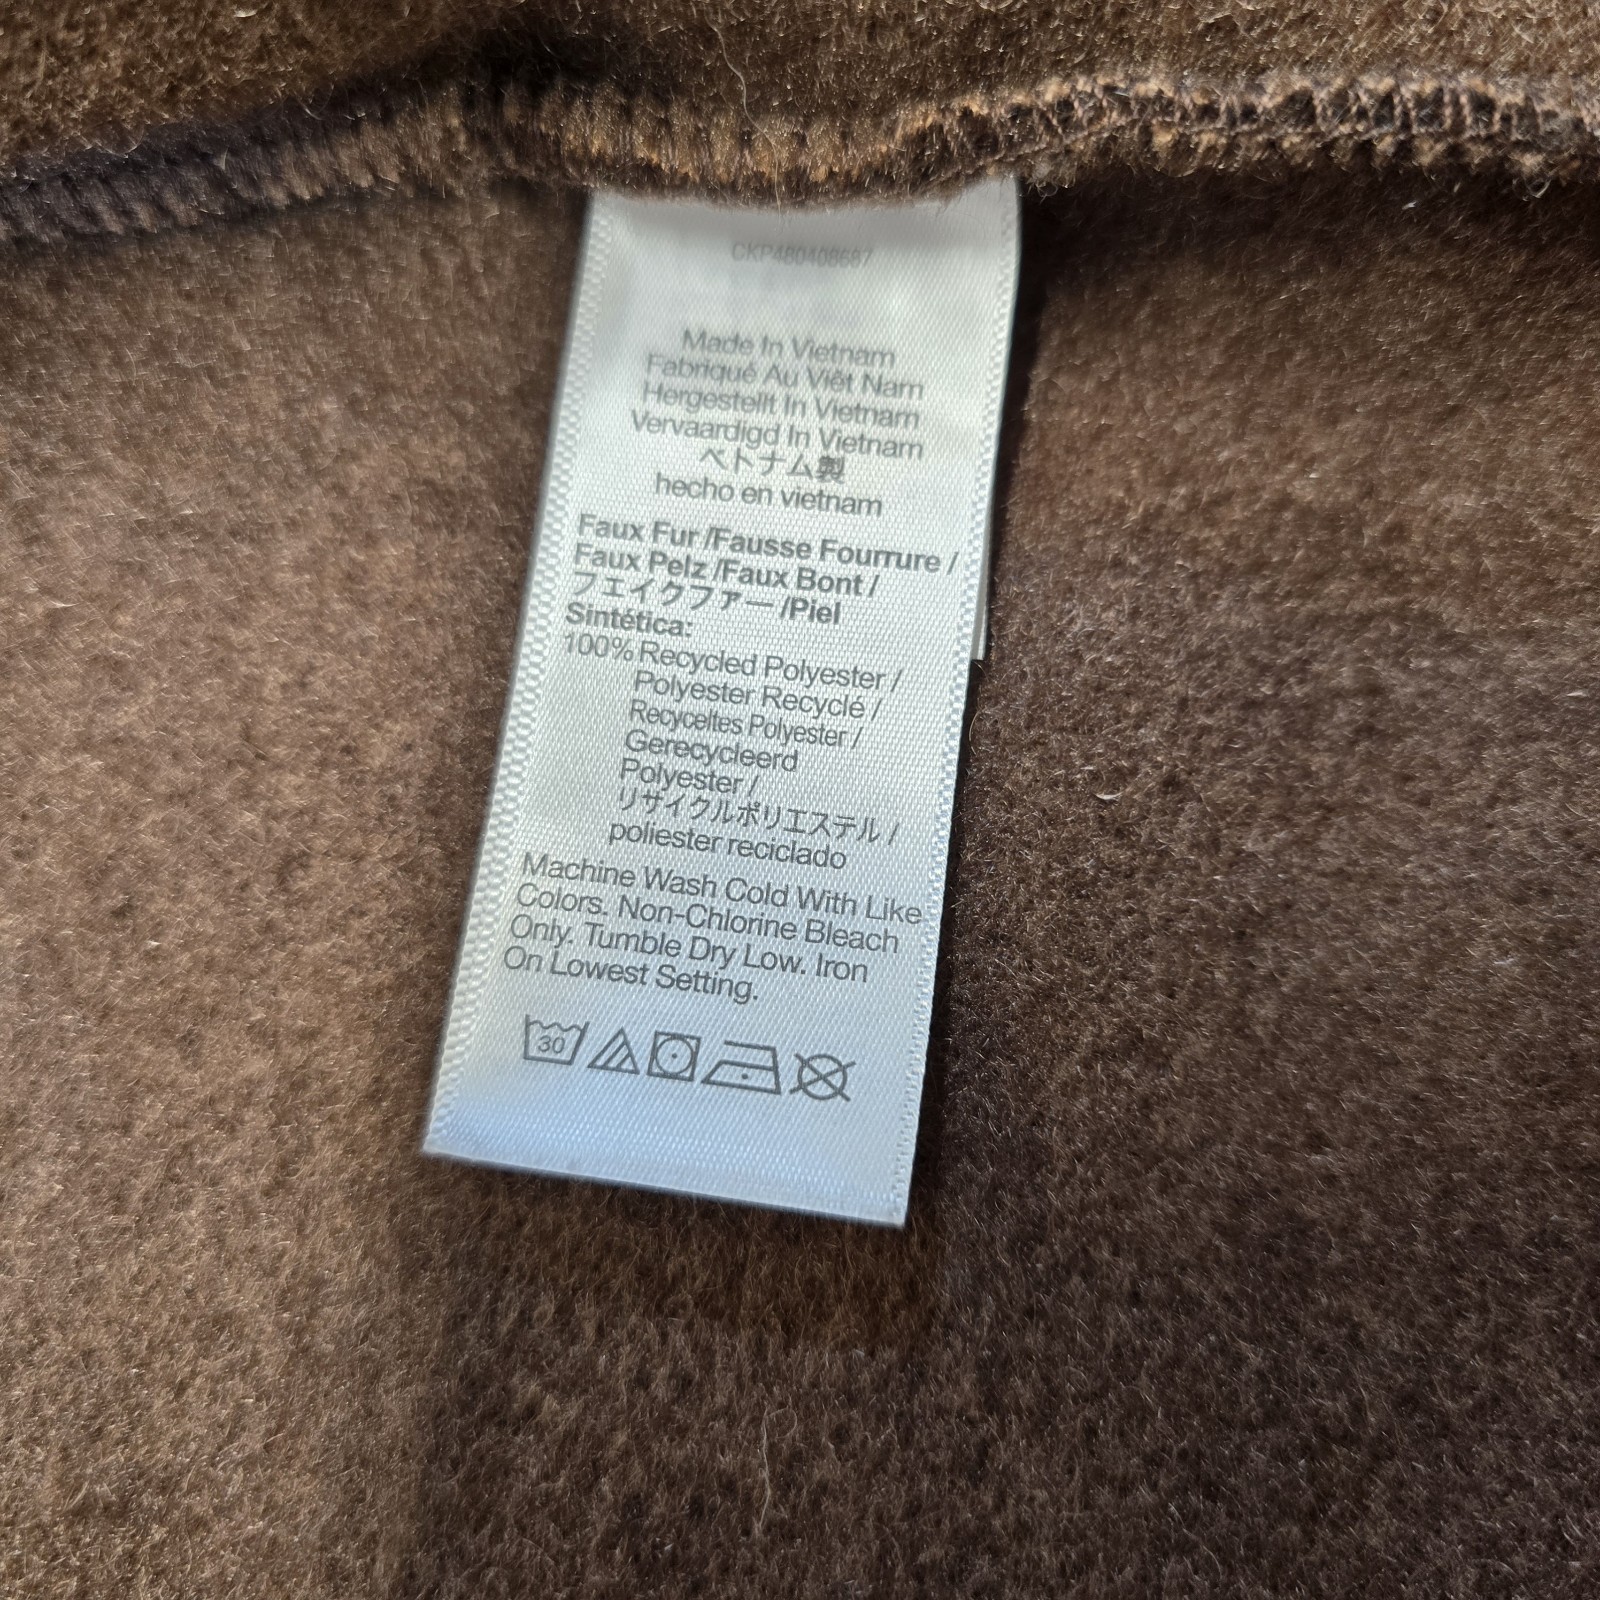 CKP480408697
Made In Vietnam
Fabriqué Au Viêt Nam
Hergestellt In Vietnam
Vervaardigd In Vietnam
ベトナム製
hecho en vietnam
Faux Fur /Fausse Fourrure /
Faux Pelz /Faux Bont /
フェイクファー /Piel
Sintética:
100% Recycled Polyester /
Polyester Recyclé /
Recyceltes Polyester /
Gerecycleerd
Polyester /
リサイクルポリエステル /
poliester reciclado
Machine Wash Cold With Like
Colors. Non-Chlorine Bleach
Only. Tumble Dry Low. Iron
On Lowest Setting.
30